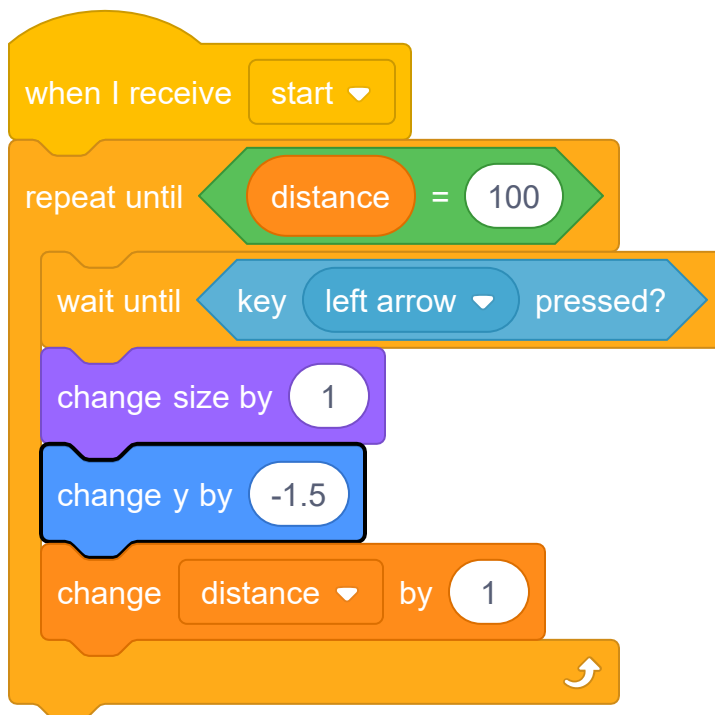 when I receive start
repeat until distance = 100
wait until key left arrow pressed?
change size by 1
change y by -1.5
change distance by 1